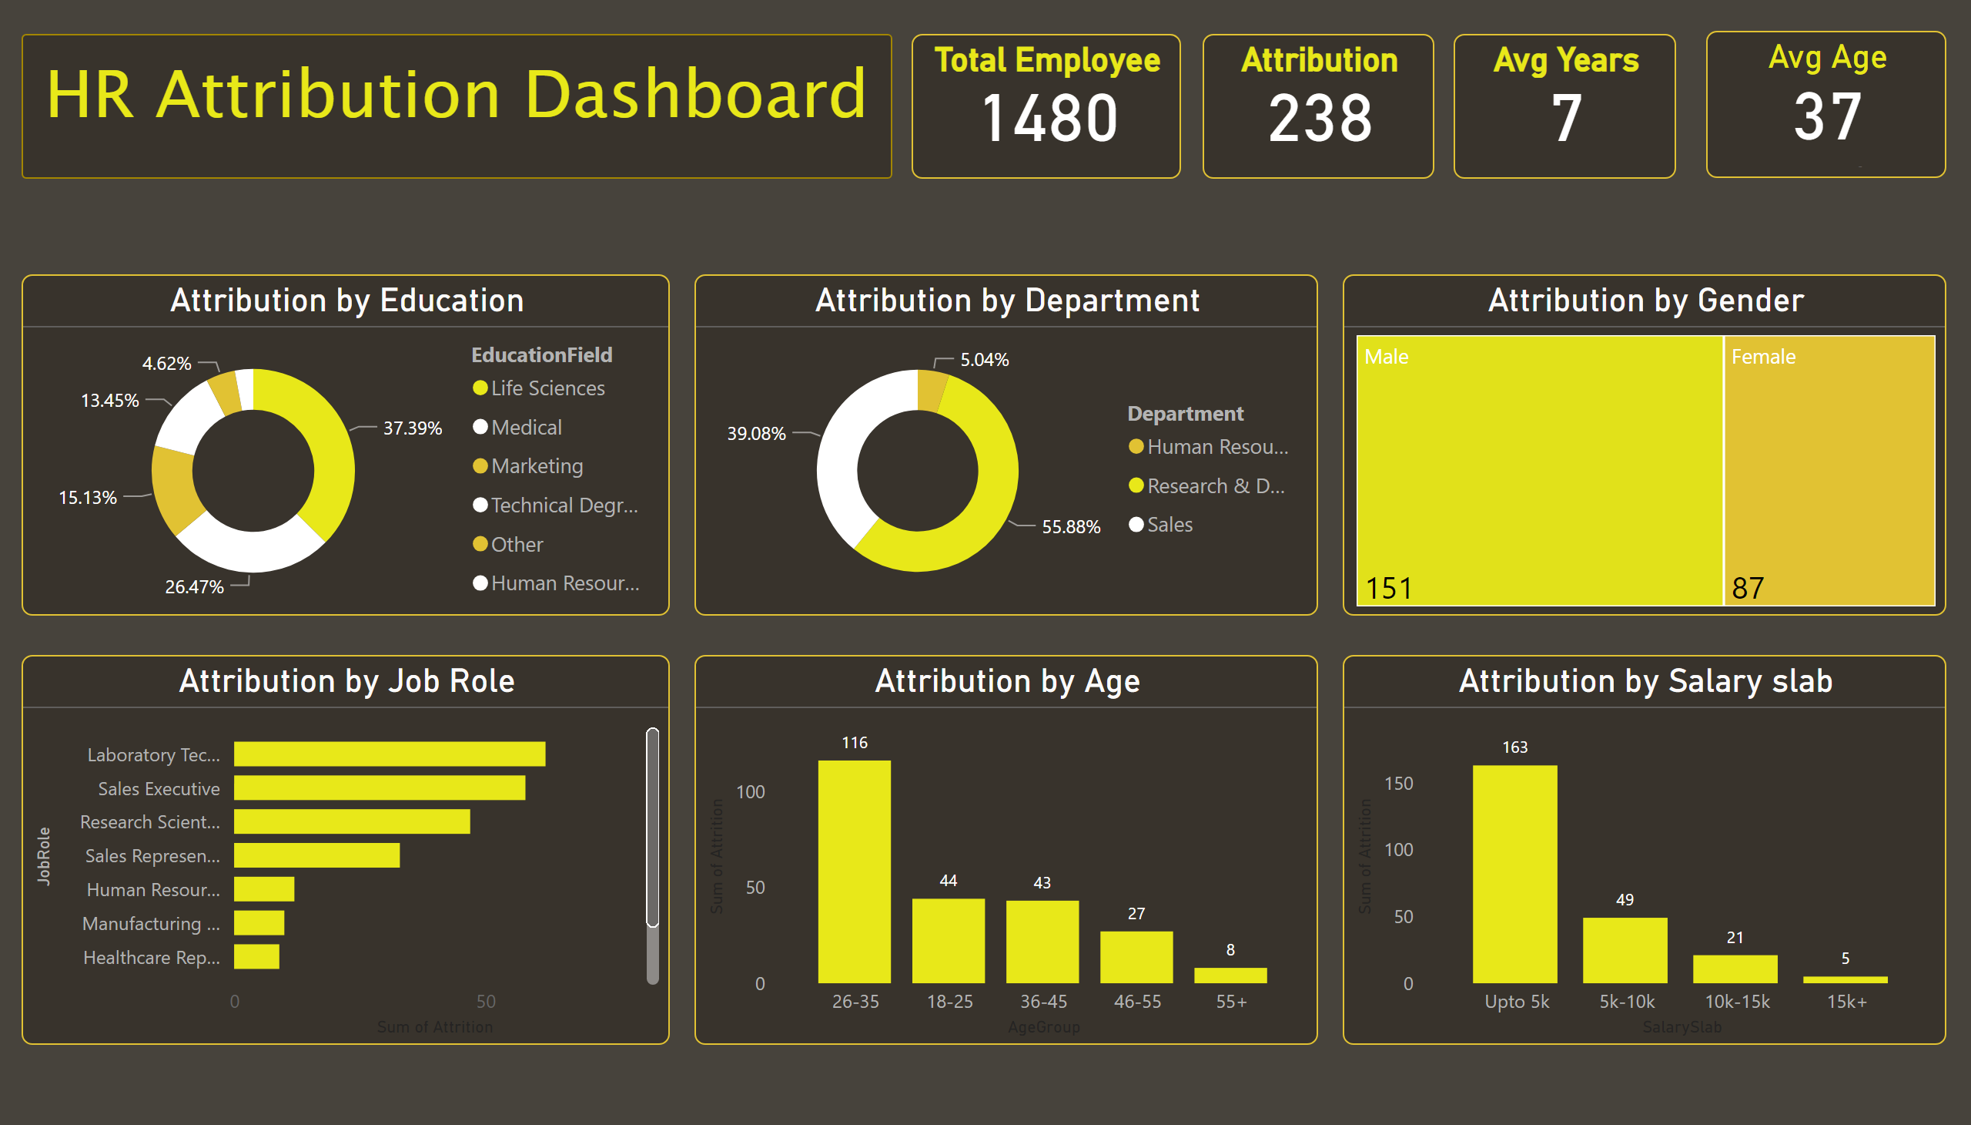 HR Attribution Dashboard
Total Employee
1480
Attribution
238
Avg Years
7
Avg Age
37
Attribution by Education
4.62%
13.45%
15.13%
26.47%
37.39%
EducationField
Life Sciences
Medical
Marketing
Technical Degr...
Other
Human Resour...
Attribution by Department
5.04%
39.08%
55.88%
Department
Human Resou...
Research & D...
Sales
Attribution by Gender
Male
151
Female
87
Attribution by Job Role
JobRole
Laboratory Tec...
Sales Executive
Research Scient...
Sales Represen...
Human Resour...
Manufacturing ...
Healthcare Rep...
0
50
Sum of Attrition
Attribution by Age
Sum of Attrition
100
50
0
116
44
43
27
8
26-35
18-25
36-45
46-55
55+
AgeGroup
Attribution by Salary slab
Sum of Attrition
150
100
50
0
163
49
21
5
Upto 5k
5k-10k
10k-15k
15k+
SalarySlab